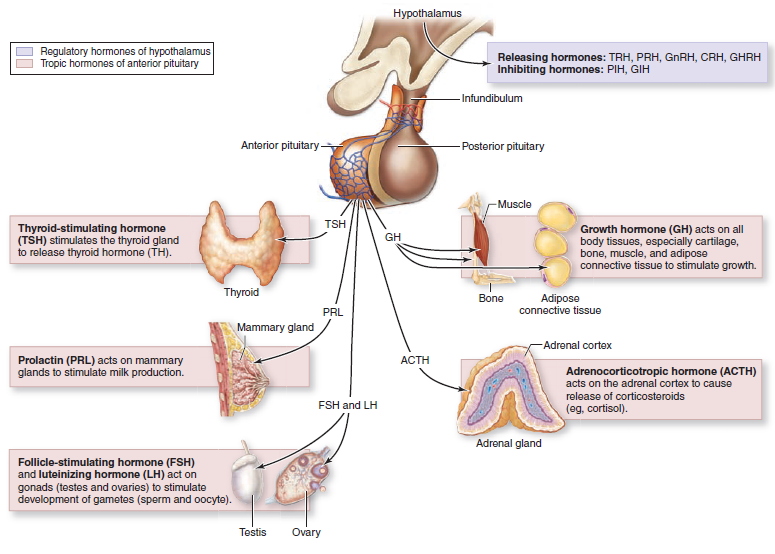 Hypothalamus
Regulatory hormones of hypothalamus
Tropic hormones of anterior pituitary
Releasing hormones: TRH, PRH, GnRH, CRH, GHRH
Inhibiting hormones: PIH, GIH
Infundibulum
Anterior pituitary
Posterior pituitary
Muscle
TSH
GH
Thyroid-stimulating hormone
(TSH) stimulates the thyroid gland
to release thyroid hormone (TH).
Growth hormone (GH) acts on all
body tissues, especially cartilage,
bone, muscle, and adipose
connective tissue to stimulate growth.
Thyroid
Bone
Adipose
connective tissue
PRL
Mammary gland
Adrenal cortex
ACTH
Prolactin (PRL) acts on mammary
glands to stimulate milk production.
Adrenocorticotropic hormone (ACTH)
acts on the adrenal cortex to cause
release of corticosteroids
(eg, cortisol).
FSH and LH
Adrenal gland
Follicle-stimulating hormone (FSH)
and luteinizing hormone (LH) act on
gonads (testes and ovaries) to stimulate
development of gametes (sperm and oocyte).
Testis
Ovary